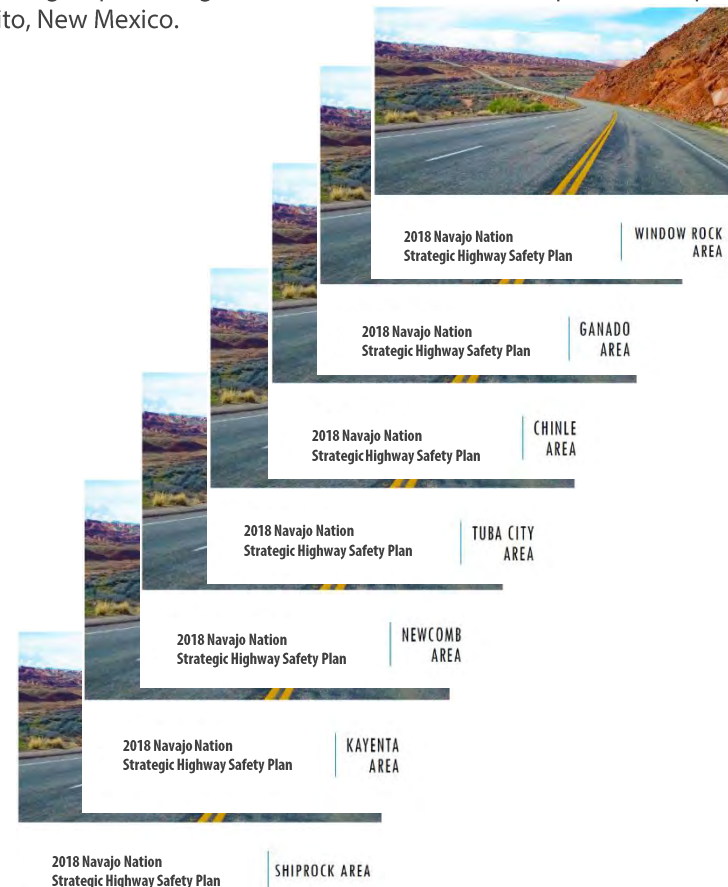 ito, New Mexico.
2018 Navajo Nation
Strategic Highway Safety Plan
WINDOW ROCK
AREA
2018 Navajo Nation
Strategic Highway Safety Plan
GANADO
AREA
2018 Navajo Nation
Strategic Highway Safety Plan
CHINLE
AREA
2018 Navajo Nation
Strategic Highway Safety Plan
TUBA CITY
AREA
2018 Navajo Nation
Strategic Highway Safety Plan
NEWCOMB
AREA
2018 Navajo Nation
Strategic Highway Safety Plan
KAYENTA
AREA
2018 Navajo Nation
Strategic Highway Safety Plan
SHIPROCK AREA